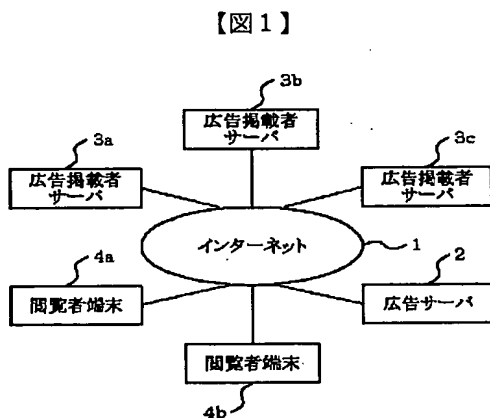 【図１】
3b
広告掲載者
サーバ
3a
広告掲載者
サーバ
3c
広告掲載者
サーバ
インターネット
1
4a
閲覧者端末
2
広告サーバ
閲覧者端末
4b